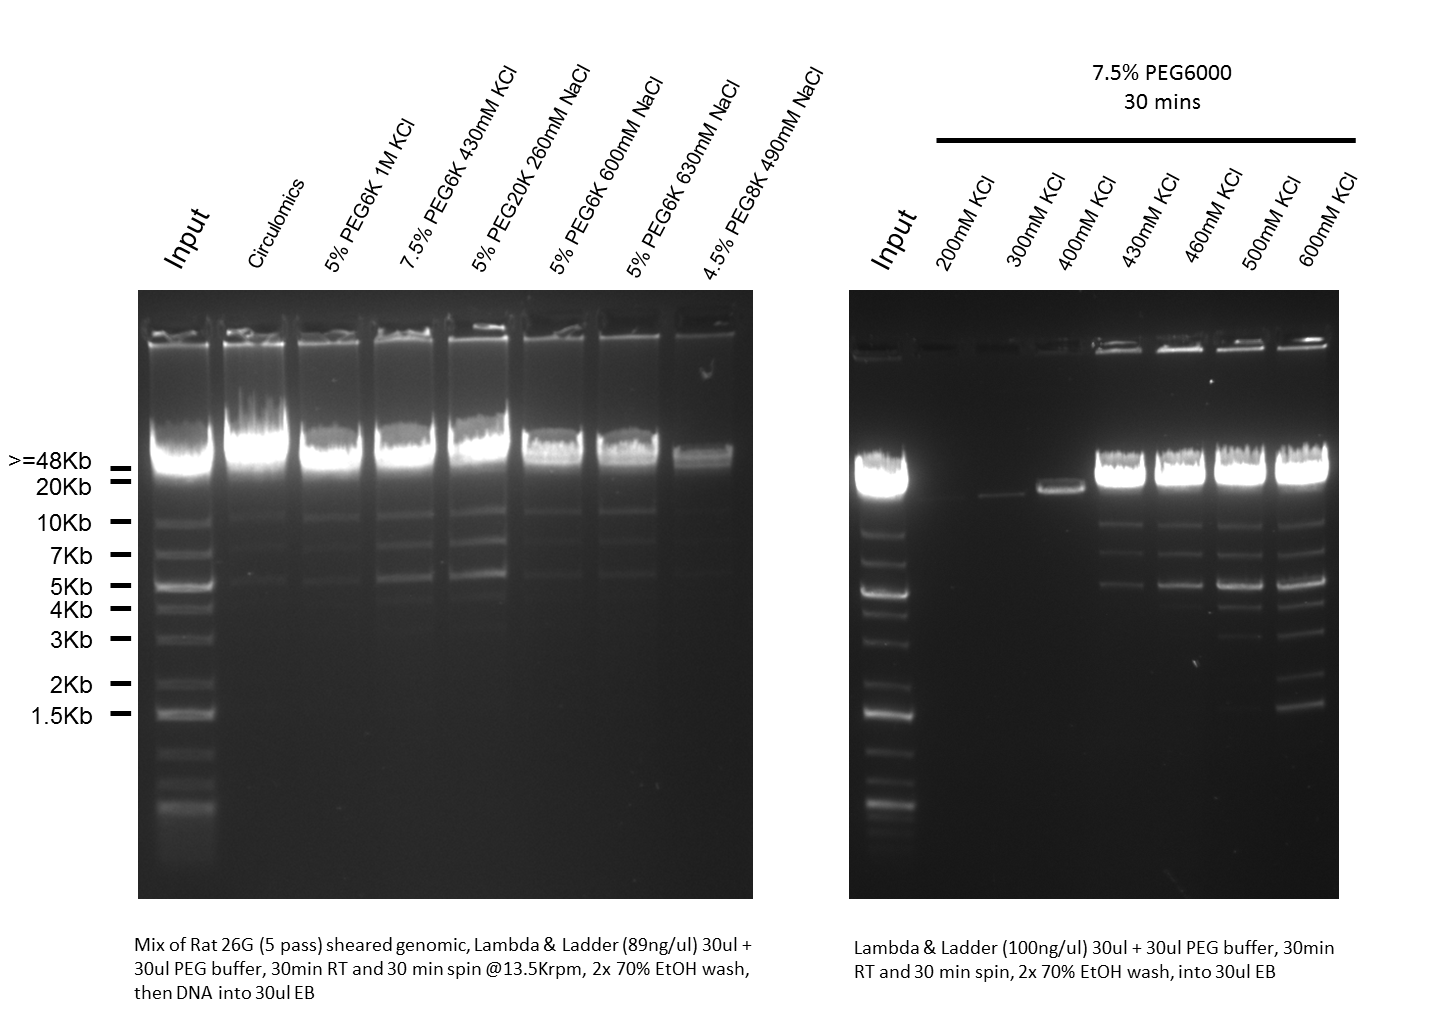 7.5% PEG6000
30 mins
Input
Circulomics
5% PEG6K 1M KCl
7.5% PEG6K 430mM KCl
5% PEG20K 260mM NaCl
5% PEG6K 600mM NaCl
5% PEG6K 630mM NaCl
4.5% PEG8K 490mM NaCl
Input
200mM KCl
300mM KCl
400mM KCl
430mM KCl
460mM KCl
500mM KCl
600mM KCl
>=48Kb
20Kb
10Kb
7Kb
5Kb
4Kb
3Kb
2Kb
1.5Kb
Mix of Rat 26G (5 pass) sheared genomic, Lambda & Ladder (89ng/ul) 30ul +
30ul PEG buffer, 30min RT and 30 min spin @13.5Krpm, 2x 70% EtOH wash,
then DNA into 30ul EB
Lambda & Ladder (100ng/ul) 30ul + 30ul PEG buffer, 30min
RT and 30 min spin, 2x 70% EtOH wash, into 30ul EB